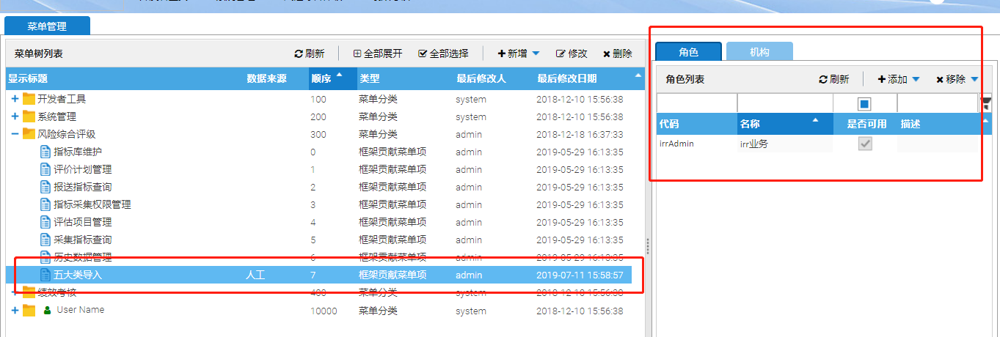 菜单管理
菜单树列表 刷新 全部展开 全部选择 新增 修改 删除
显示标题 数据来源 顺序 类型 最后修改人 最后修改日期
开发者工具 100 菜单分类 system 2018-12-10 15:56:38
系统管理 200 菜单分类 system 2018-12-10 15:56:38
风险综合评级 300 菜单分类 admin 2018-12-18 16:37:33
指标库维护 0 框架贡献菜单项 admin 2019-05-29 16:13:35
评价计划管理 1 框架贡献菜单项 admin 2019-05-29 16:13:35
报送指标查询 2 框架贡献菜单项 admin 2019-05-29 16:13:35
指标采集权限管理 3 框架贡献菜单项 admin 2019-05-29 16:13:35
评估项目管理 4 框架贡献菜单项 admin 2019-05-29 16:13:35
采集指标查询 5 框架贡献菜单项 admin 2019-05-29 16:13:35
历史数据管理 6 框架贡献菜单项 admin 2019-05-29 16:13:35
五大类导入 人工 7 框架贡献菜单项 admin 2019-07-11 15:58:57
绩效考核 400 菜单分类 system 2018-12-10 15:56:38
User Name 10000 菜单分类 system 2018-12-10 15:56:38
角色 机构
角色列表 刷新 添加 移除
代码 名称 是否可用 描述
irrAdmin irr业务